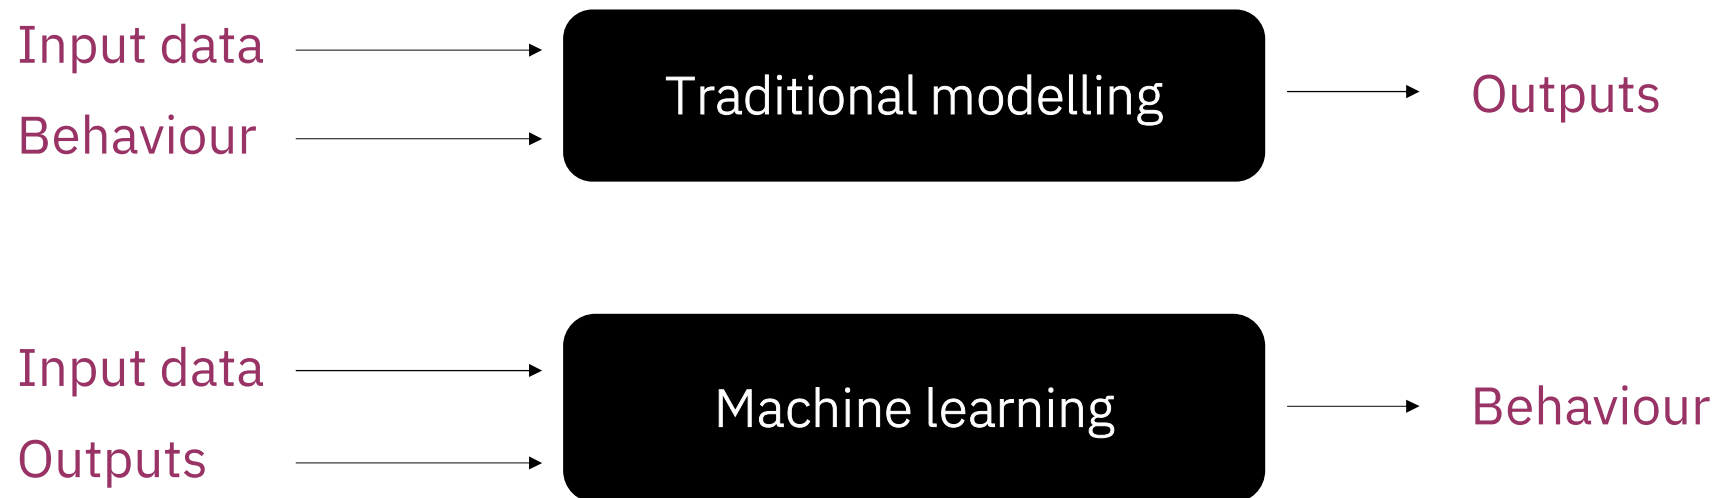 Input data
Behaviour
Traditional modelling
Outputs
Input data
Outputs
Machine learning
Behaviour